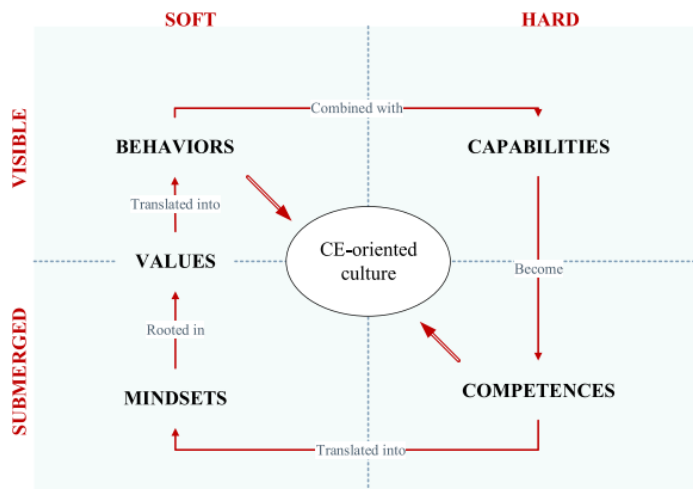 SOFT
HARD
VISIBLE
SUBMERGED
Combined with
BEHAVIORS
CAPABILITIES
Translated into
VALUES
CE-oriented
culture
Become
Rooted in
MINDSETS
COMPETENCES
Translated into